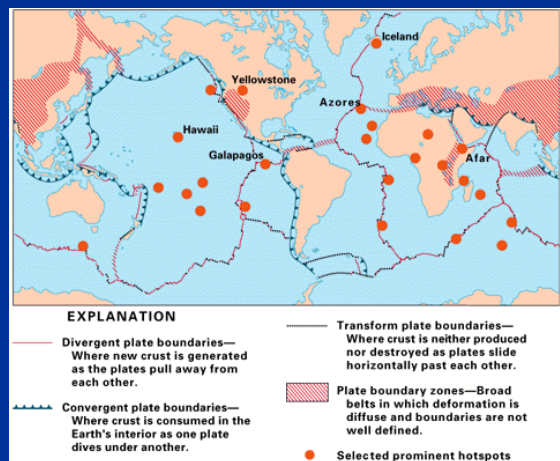 Iceland
Yellowstone
Azores
Hawaii
Galapagos
Afar
EXPLANATION
Divergent plate boundaries—
Where new crust is generated
as the plates pull away from
each other.
Convergent plate boundaries—
Where crust is consumed in the
Earth's interior as one plate
dives under another.
Transform plate boundaries—
Where crust is neither produced
nor destroyed as plates slide
horizontally past each other.
Plate boundary zones—Broad
belts in which deformation is
diffuse and boundaries are not
well defined.
Selected prominent hotspots